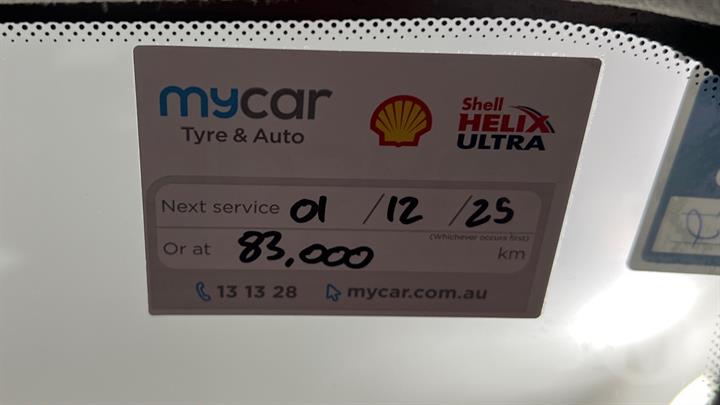 mycar
Tyre & Auto
Shell
HELIX
ULTRA
Next service 01 / 12 / 25
(Whichever occurs first)
Or at 83,000 km
13 13 28 mycar.com.au